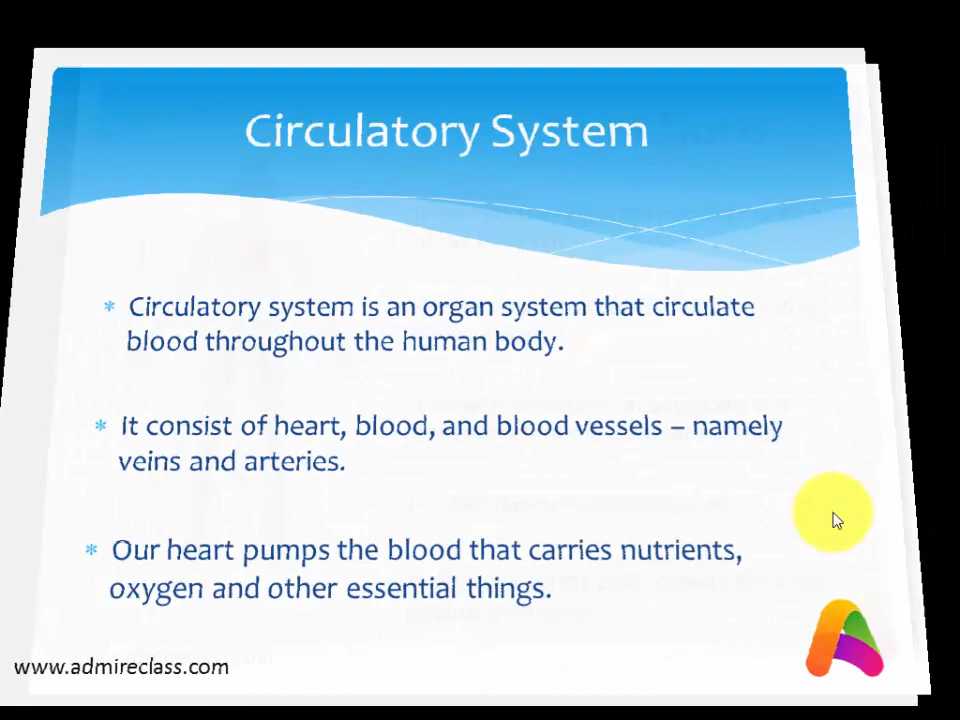 Circulatory System
* Circulatory system is an organ system that circulate
blood throughout the human body.
* It consist of heart, blood, and blood vessels – namely
veins and arteries.
* Our heart pumps the blood that carries nutrients,
oxygen and other essential things.
www.admireclass.com